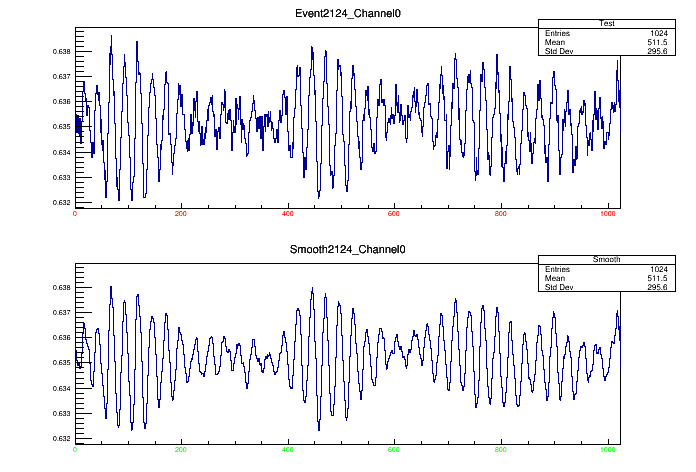 Event2124_Channel0
Test
Entries 1024
Mean 511.5
Std Dev 295.6
0.638
0.637
0.636
0.635
0.634
0.633
0.632
0 200 400 600 800 1000
Smooth2124_Channel0
Smooth
Entries 1024
Mean 511.5
Std Dev 295.6
0.638
0.637
0.636
0.635
0.634
0.633
0.632
0 200 400 600 800 1000